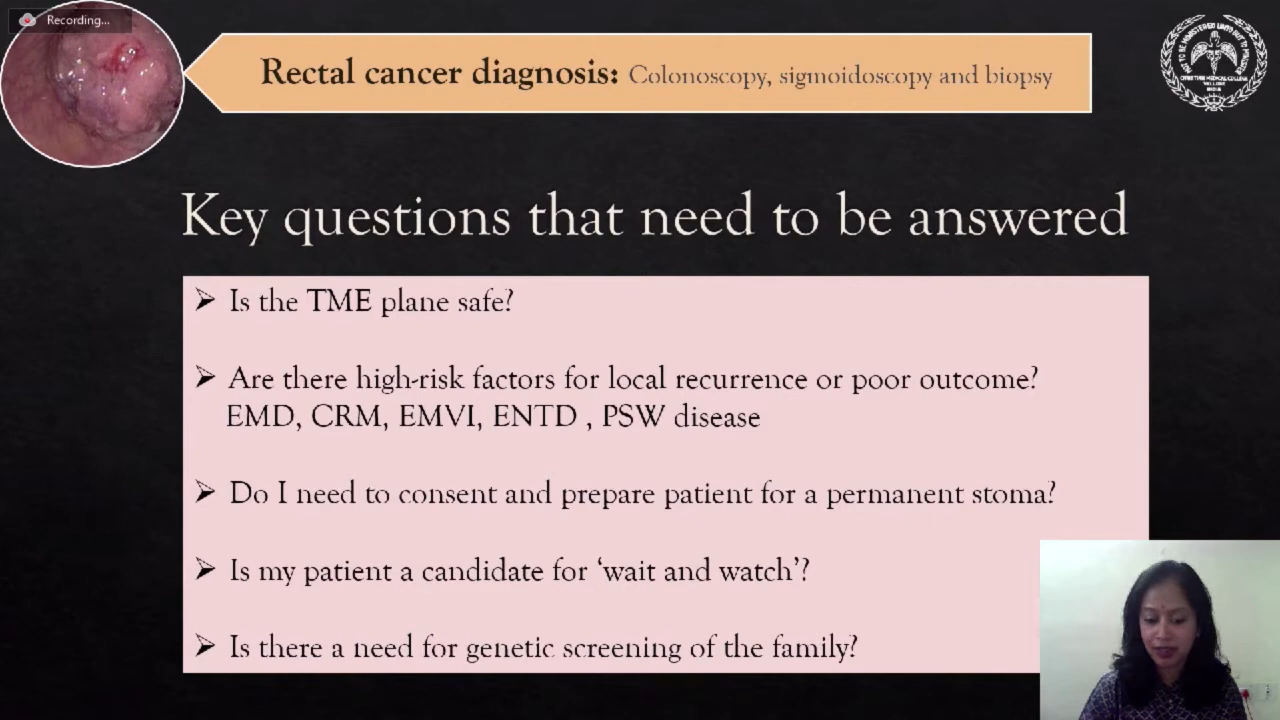 Recording...
Rectal cancer diagnosis: Colonoscopy, sigmoidoscopy and biopsy
Key questions that need to be answered
➢ Is the TME plane safe?
➢ Are there high-risk factors for local recurrence or poor outcome?
EMD, CRM, EMVI, ENTD , PSW disease
➢ Do I need to consent and prepare patient for a permanent stoma?
➢ Is my patient a candidate for ‘wait and watch’?
➢ Is there a need for genetic screening of the family?